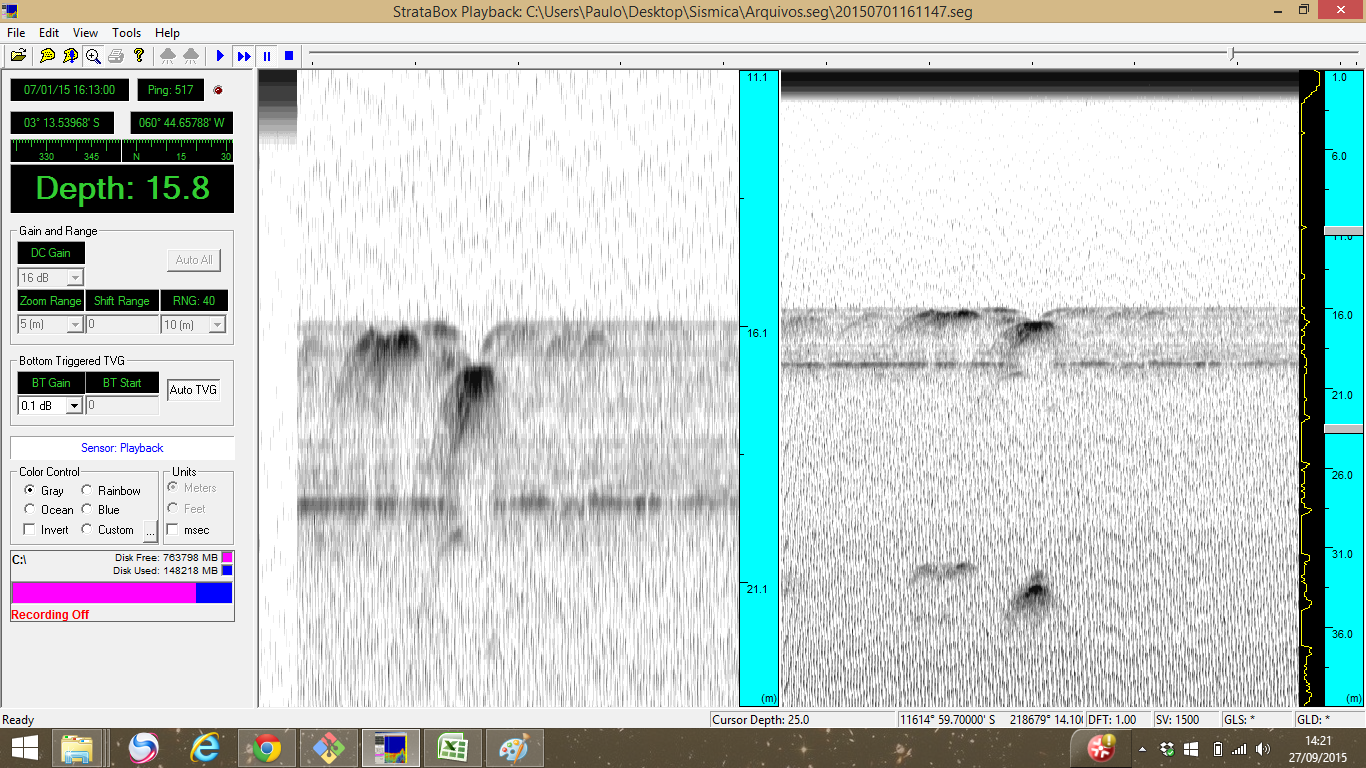 StrataBox Playback: C:\Users\Paulo\Desktop\Sismica\Arquivos.seg\20150701161147.seg
File Edit View Tools Help
07/01/15 16:13:00 Ping: 517
03° 13.53968' S 060° 44.65788' W
330 345 N 15 30
Depth: 15.8
Gain and Range
DC Gain
Auto All
16 dB
Zoom Range Shift Range RNG: 40
5 (m) 0 10 (m)
Bottom Triggered TVG
BT Gain BT Start
Auto TVG
0.1 dB 0
Sensor: Playback
Color Control
Gray Rainbow
Ocean Blue
Invert Custom ...
Units
Meters
Feet
msec
C:\ Disk Free: 763798 MB
Disk Used: 148218 MB
Recording Off
11.1
16.1
21.1
(m)
1.0
6.0
11.0
16.0
21.0
26.0
31.0
36.0
(m)
Ready Cursor Depth: 25.0 11614° 59.70000' S 218679° 14.10 DFT: 1.00 SV: 1500 GLS: * GLD: *
14:21
27/09/2015